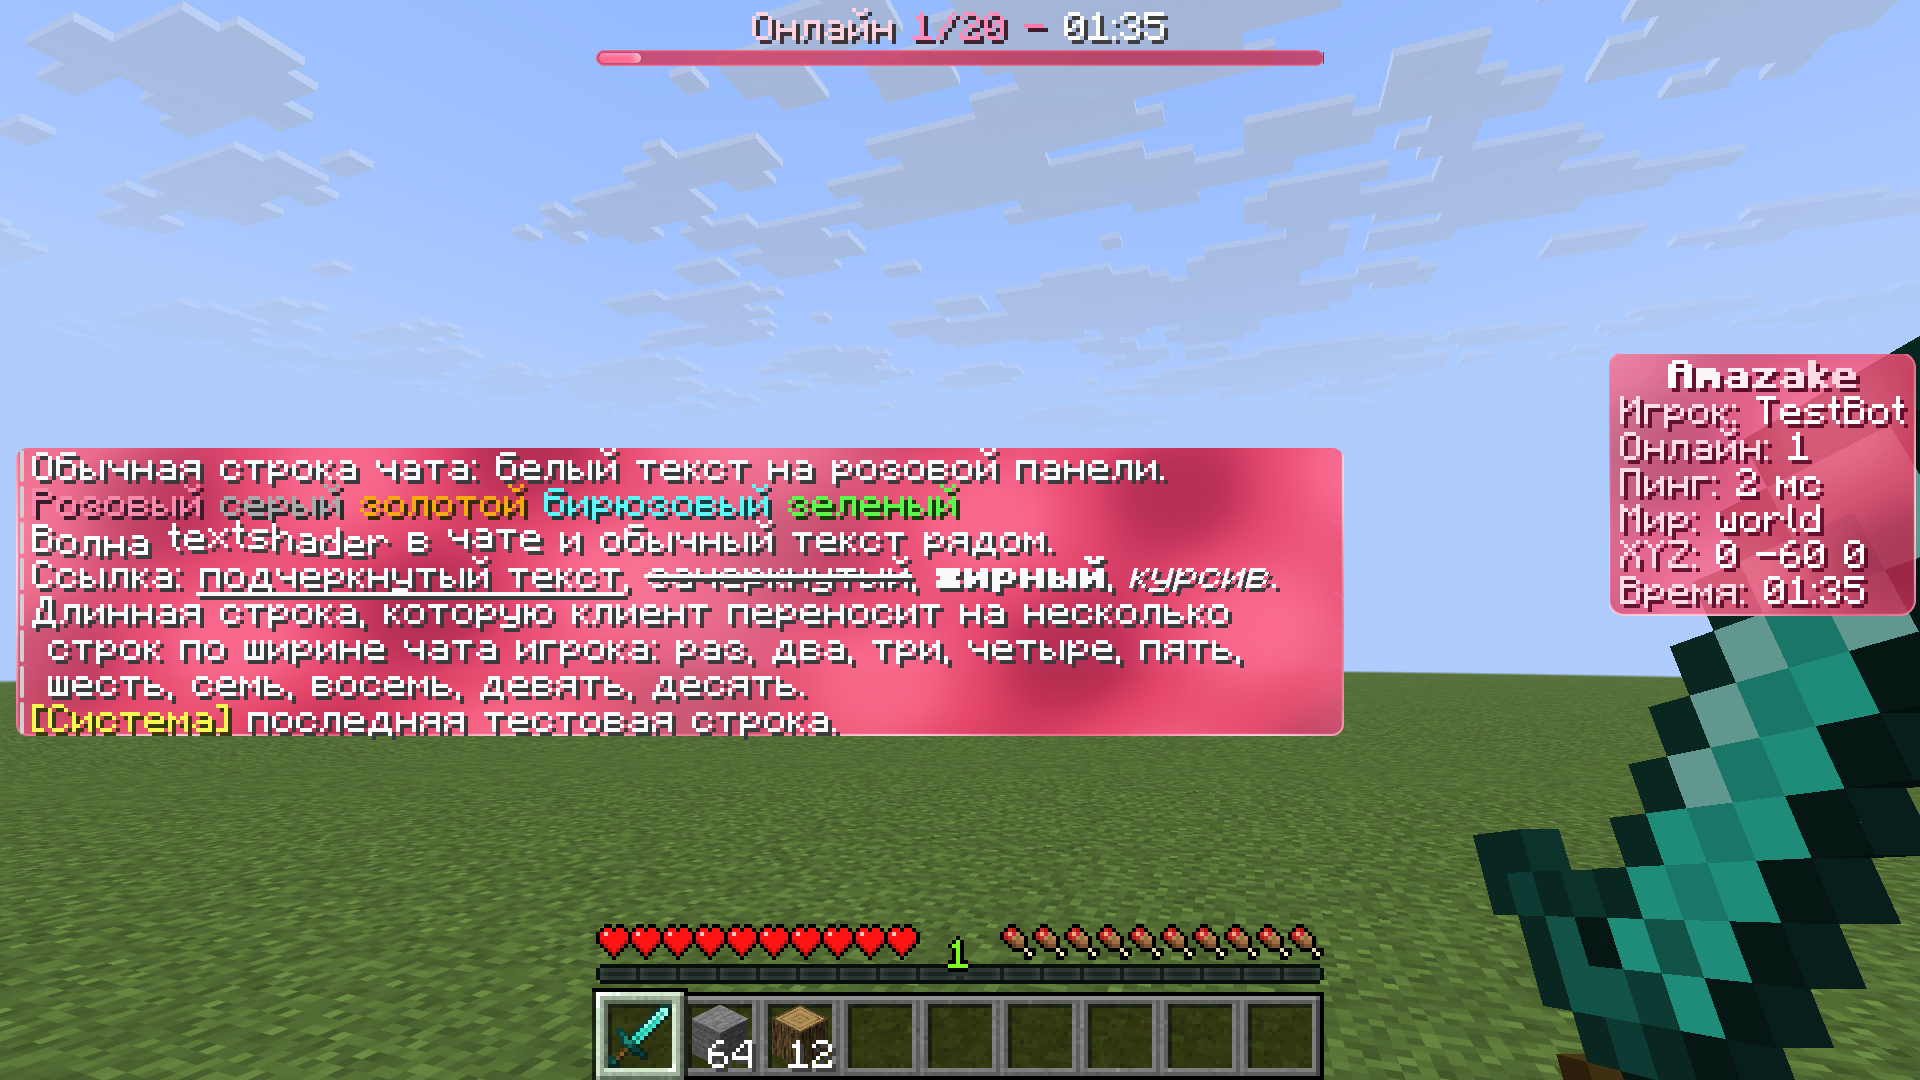 Онлайн 1/20 - 01:35
Обычная строка чата: белый текст на розовой панели.
Розовый серый золотой бирюзовый зеленый
Волна textshader в чате и обычный текст рядом.
Ссылка: подчеркнутый текст, зачеркнутый, жирный, курсив.
Длинная строка, которую клиент переносит на несколько
строк по ширине чата игрока: раз, два, три, четыре, пять,
шесть, семь, восемь, девять, десять.
[Система] последняя тестовая строка.
Amazake
Игрок: TestBot
Онлайн: 1
Пинг: 2 мс
Мир: world
XYZ: 0 -60 0
Время: 01:35
1
64 12